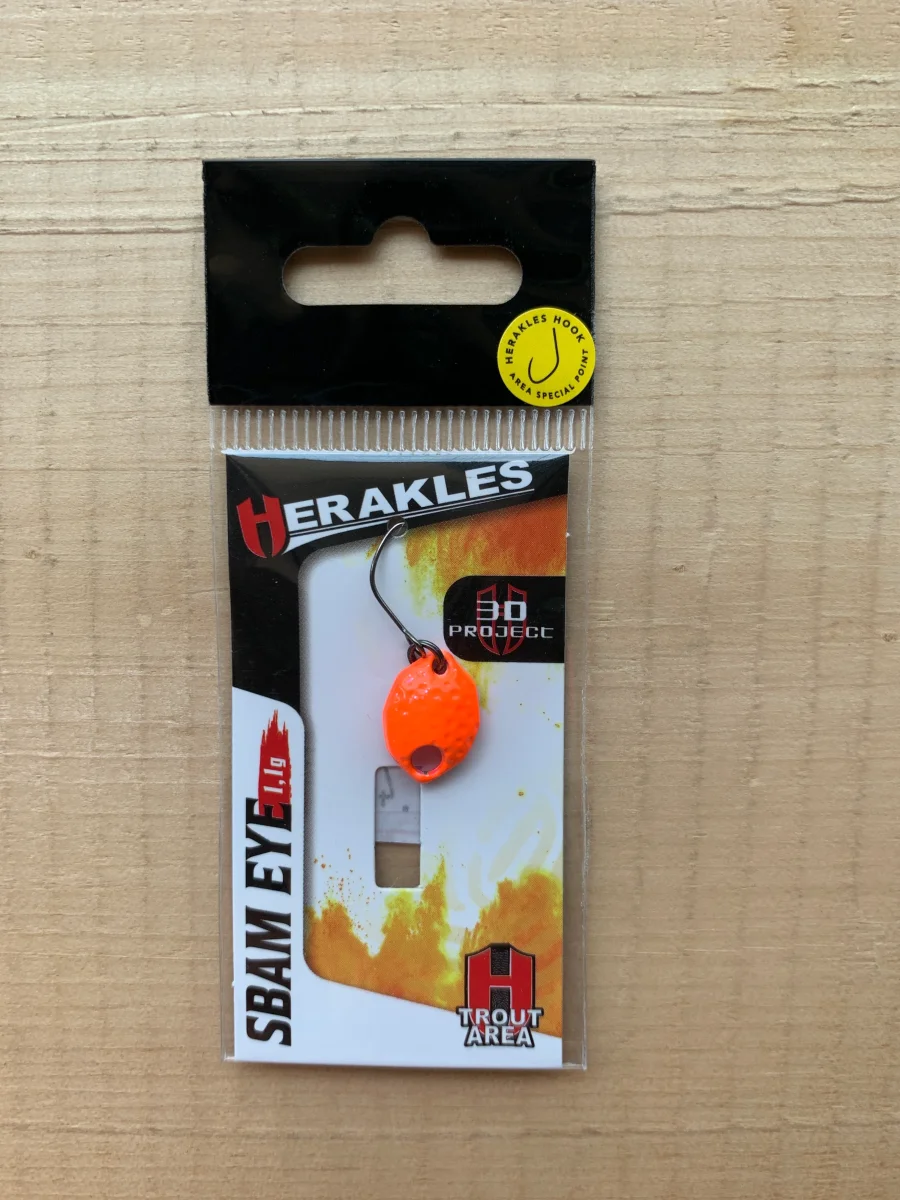 HERAKLES HOOK
AREA SPECIAL POINT
HERAKLES
3D
PROJECT
SBAM EYE 1,1g
H
TROUT
AREA